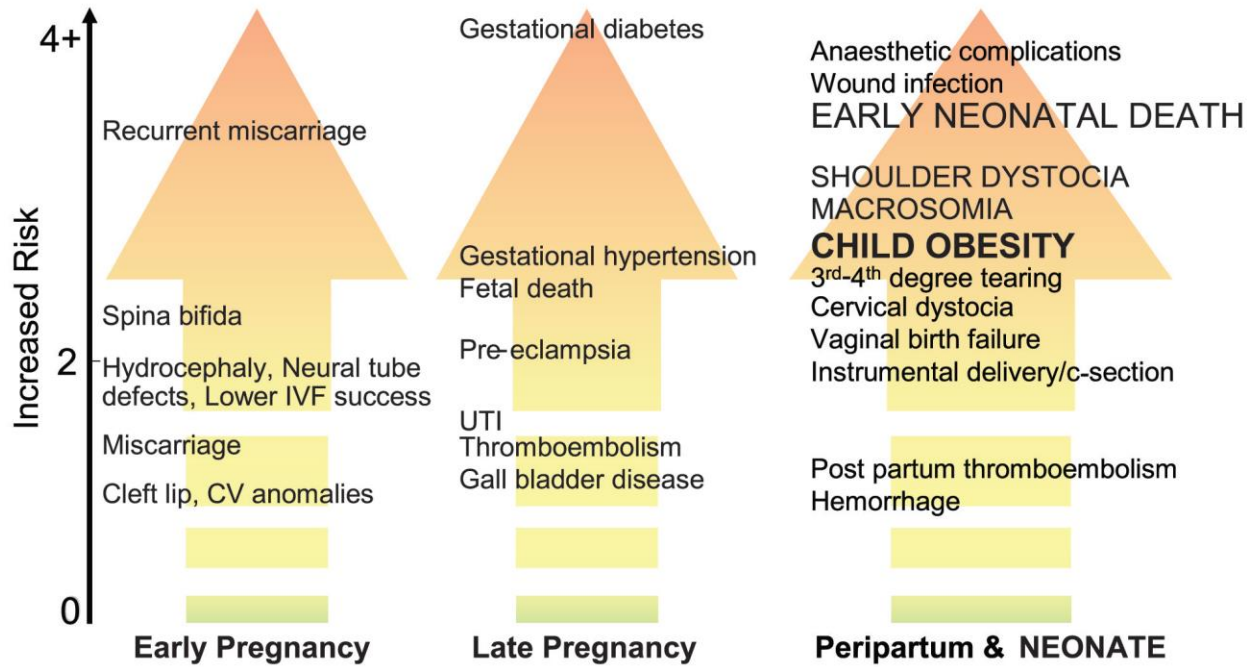 4+
2
0
Increased Risk
Recurrent miscarriage
Spina bifida
Hydrocephaly, Neural tube
defects, Lower IVF success
Miscarriage
Cleft lip, CV anomalies
Early Pregnancy
Gestational diabetes
Gestational hypertension
Fetal death
Pre-eclampsia
UTI
Thromboembolism
Gall bladder disease
Late Pregnancy
Anaesthetic complications
Wound infection
EARLY NEONATAL DEATH
SHOULDER DYSTOCIA
MACROSOMIA
CHILD OBESITY
3rd-4th degree tearing
Cervical dystocia
Vaginal birth failure
Instrumental delivery/c-section
Post partum thromboembolism
Hemorrhage
Peripartum & NEONATE